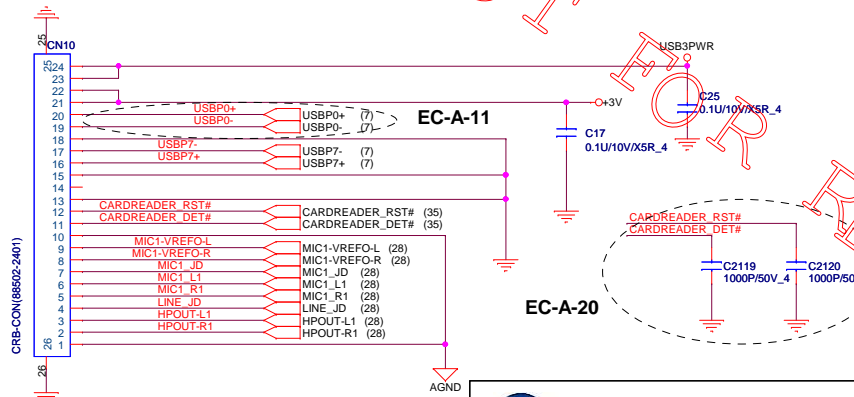 25
CN10
CRB-CON(88502-2401)
25
24
23
22
21
20
19
18
17
16
15
14
13
12
11
10
9
8
7
6
5
4
3
2
1
26
26
USBP0+
USBP0-
USBP7-
USBP7+
CARDREADER_RST#
CARDREADER_DET#
MIC1-VREFO-L
MIC1-VREFO-R
MIC1_JD
MIC1_L1
MIC1_R1
LINE_JD
HPOUT-L1
HPOUT-R1
USBP0+ (7)
USBP0- (7)
USBP7- (7)
USBP7+ (7)
CARDREADER_RST# (35)
CARDREADER_DET# (35)
MIC1-VREFO-L (28)
MIC1-VREFO-R (28)
MIC1_JD (28)
MIC1_L1 (28)
MIC1_R1 (28)
LINE_JD (28)
HPOUT-L1 (28)
HPOUT-R1 (28)
EC-A-11
AGND
+3V
C17
0.1U/10V/X5R_4
USB3PWR
C25
0.1U/10V/X5R_4
FOR
CARDREADER_RST#
CARDREADER_DET#
C2119
1000P/50V_4
C2120
1000P/50
EC-A-20